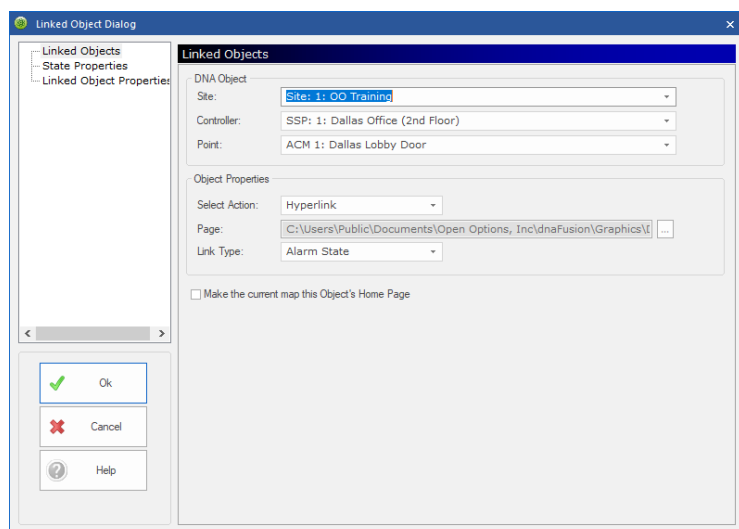 Linked Object Dialog
Linked Objects
State Properties
Linked Object Properties
Linked Objects
DNA Object
Site: Site: 1: OO Training
Controller: SSP: 1: Dallas Office (2nd Floor)
Point: ACM 1: Dallas Lobby Door
Object Properties
Select Action: Hyperlink
Page: C:\Users\Public\Documents\Open Options, Inc\dnaFusion\Graphics\ ...
Link Type: Alarm State
Make the current map this Object's Home Page
Ok
Cancel
Help